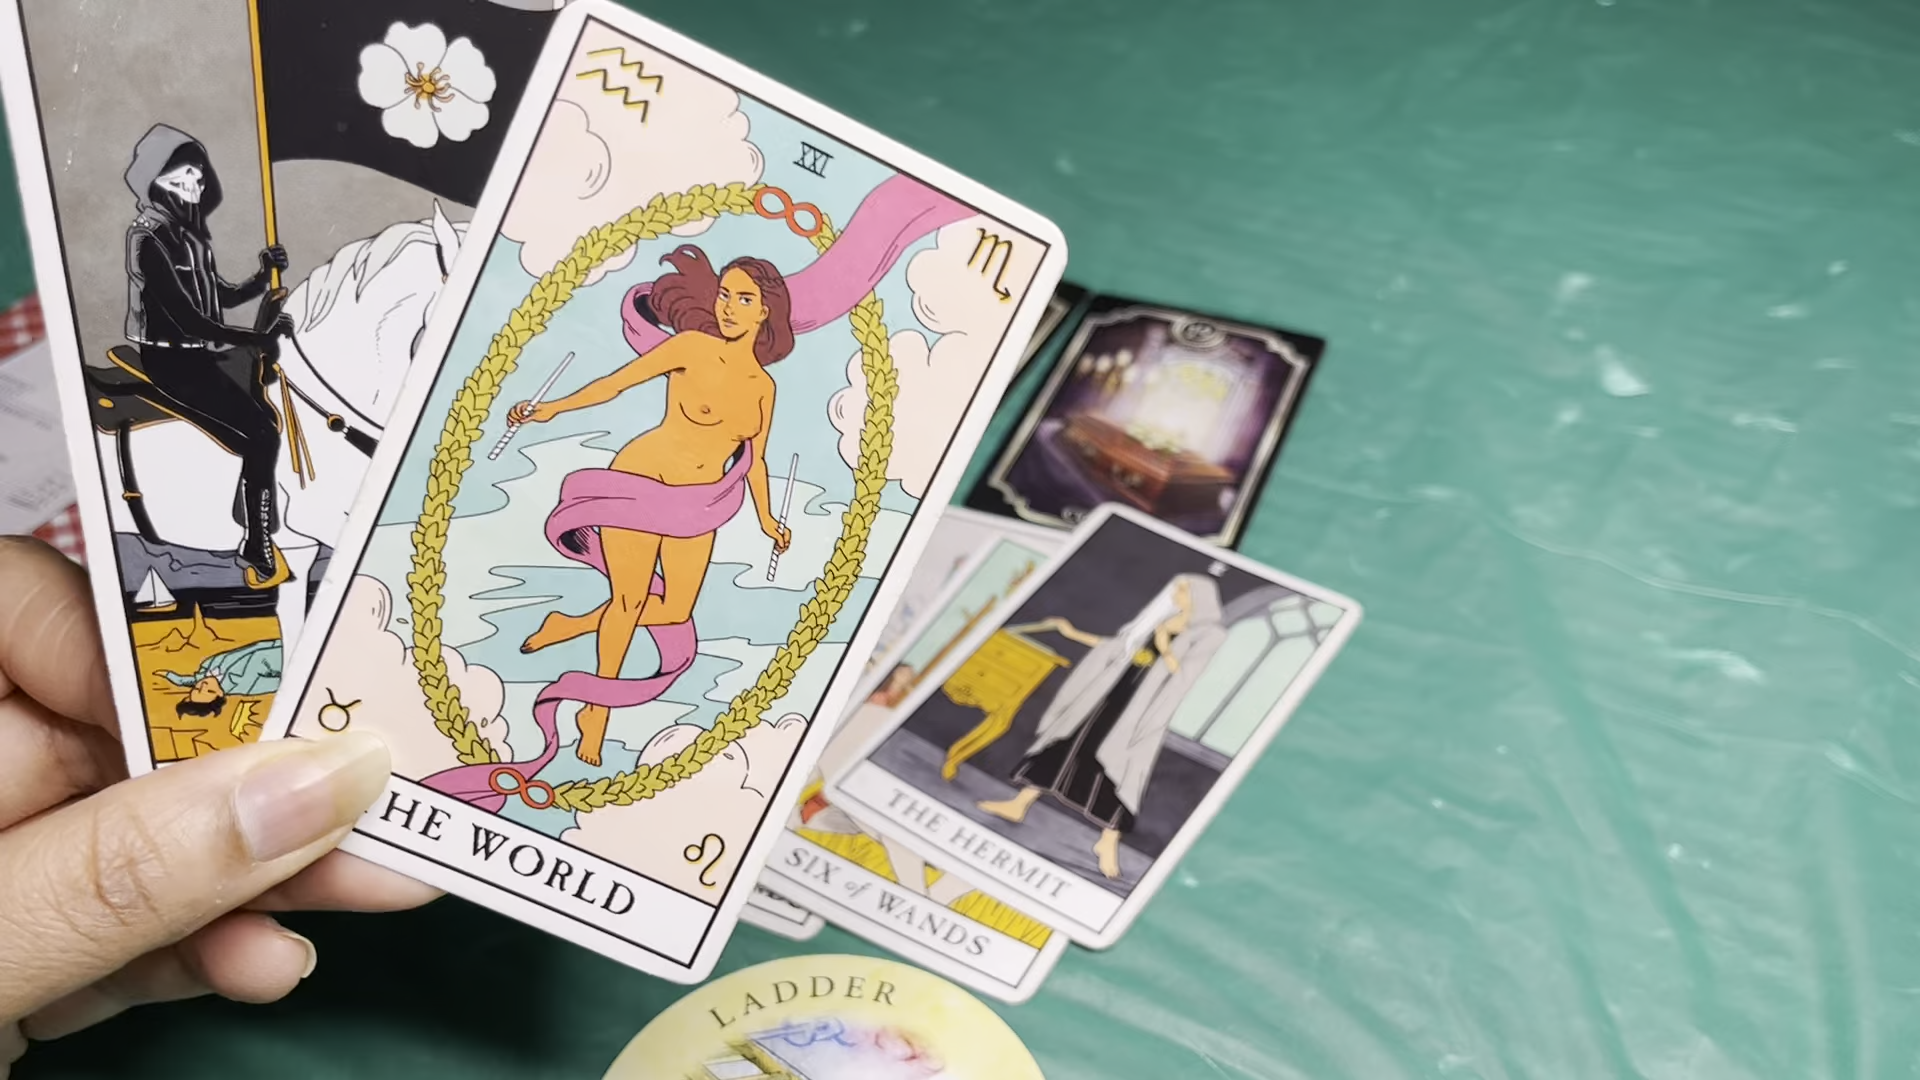 XXI
THE WORLD
X
THE HERMIT
SIX of WANDS
LADDER